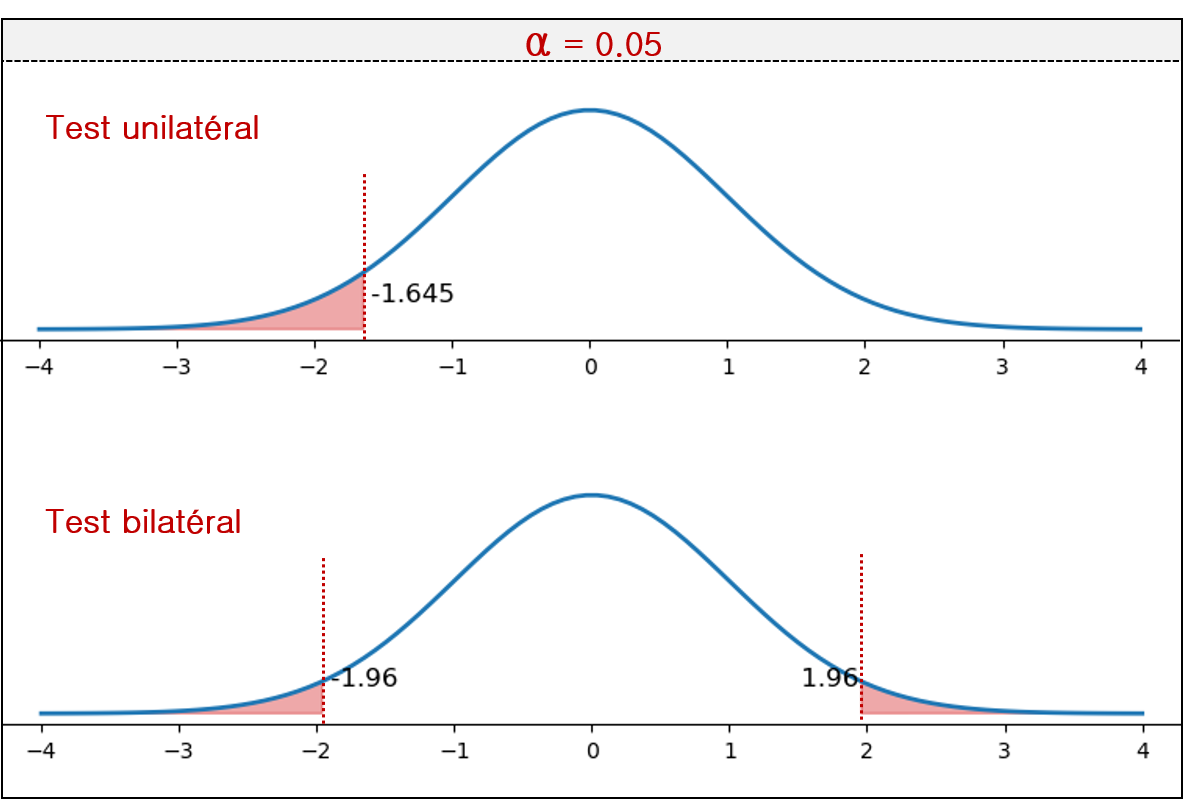 α = 0.05
Test unilatéral
-1.645
−4 −3 −2 −1 0 1 2 3 4
Test bilatéral
-1.96 1.96
−4 −3 −2 −1 0 1 2 3 4